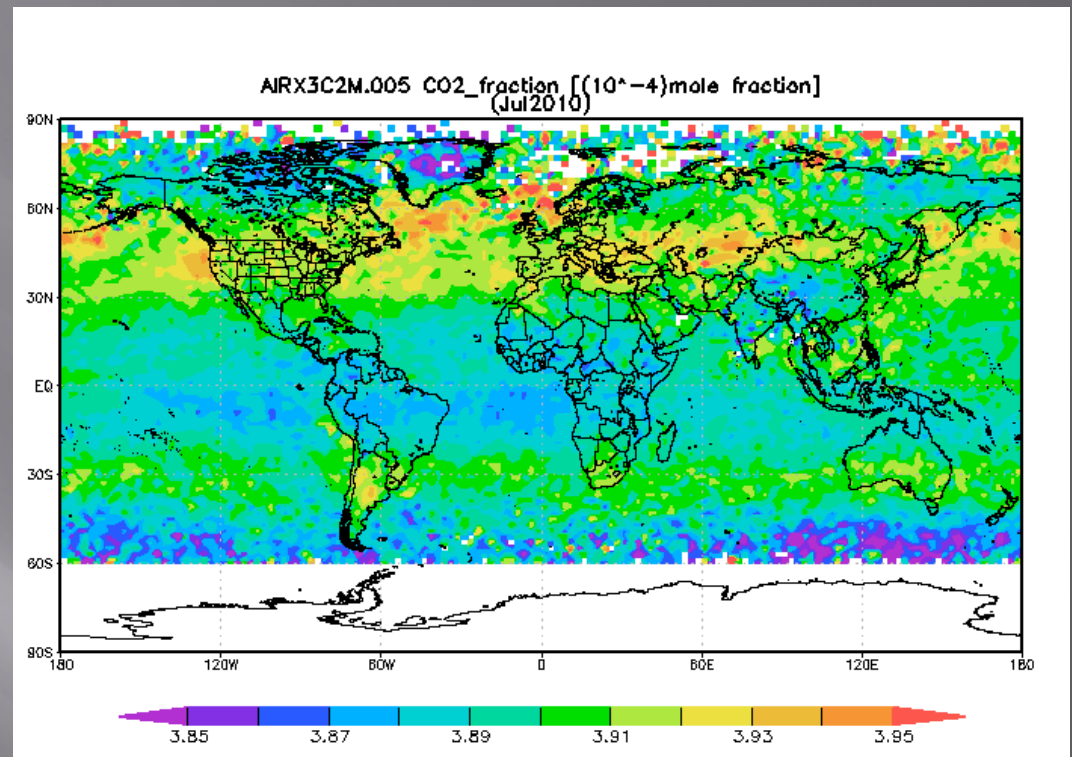 AIRX3C2M.005 CO2_fraction [(10^-4)mole fraction]
(Jul2010)
90N
60N
30N
EQ
30S
60S
90S
180 120W 60W 0 60E 120E 180
3.85 3.87 3.89 3.91 3.93 3.95